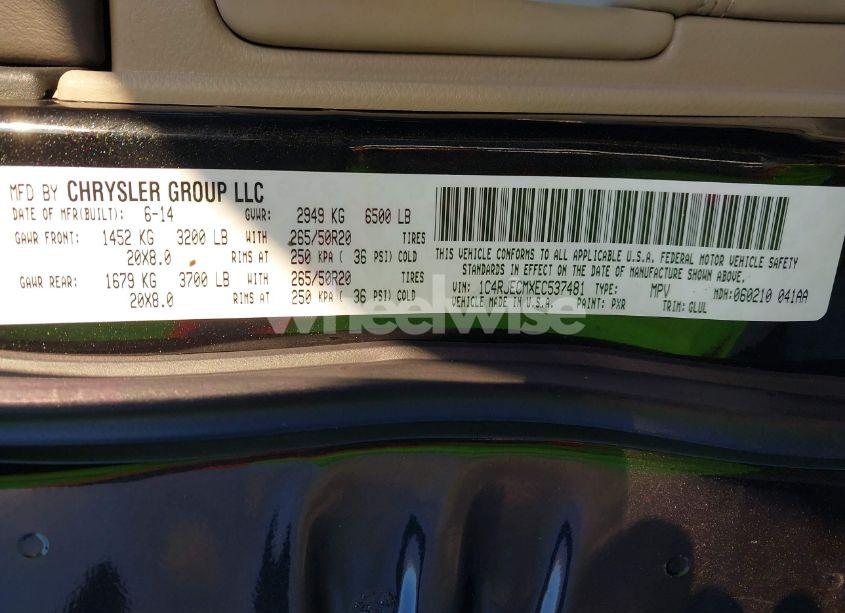 MFD BY CHRYSLER GROUP LLC
DATE OF MFR(BUILT): 6-14 GVWR: 2949 KG 6500 LB
GAWR FRONT: 1452 KG 3200 LB WITH 265/50R20 TIRES
20X8.0 RIMS AT 250 KPA ( 36 PSI) COLD
GAWR REAR: 1679 KG 3700 LB WITH 265/50R20 TIRES
20X8.0 RIMS AT 250 KPA ( 36 PSI) COLD
THIS VEHICLE CONFORMS TO ALL APPLICABLE U.S.A. FEDERAL MOTOR VEHICLE SAFETY
STANDARDS IN EFFECT ON THE DATE OF MANUFACTURE SHOWN ABOVE.
VIN: 1C4RJECMXEC537481 TYPE: MPV MDH:060210 041AA
VEHICLE MADE IN U.S.A. PAINT: PXR TRIM: GLUL
wheelwise